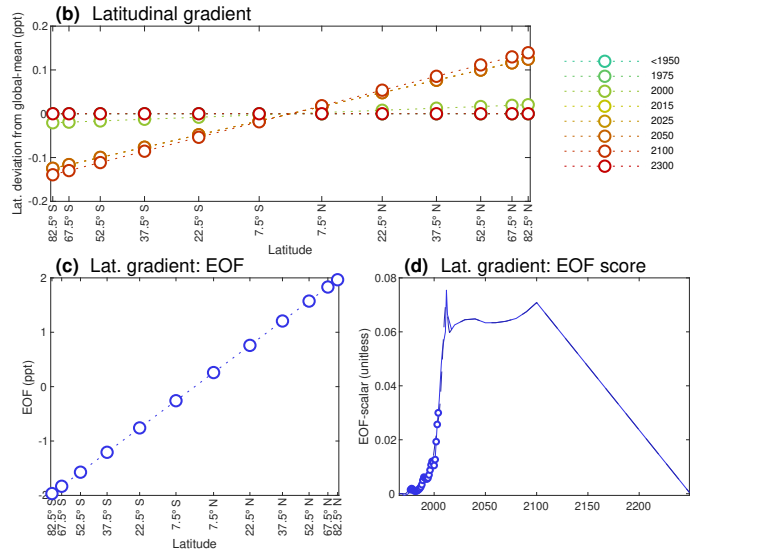 (b) Latitudinal gradient
Lat. deviation from global-mean (ppt)
0.2
0.1
0
-0.1
-0.2
82.5° S
67.5° S
52.5° S
37.5° S
22.5° S
7.5° S
7.5° N
22.5° N
37.5° N
52.5° N
67.5° N
82.5° N
Latitude
<1950
1975
2000
2015
2025
2050
2100
2300
(c) Lat. gradient: EOF
EOF (ppt)
2
1
0
-1
-2
82.5° S
67.5° S
52.5° S
37.5° S
22.5° S
7.5° S
7.5° N
22.5° N
37.5° N
52.5° N
67.5° N
82.5° N
Latitude
(d) Lat. gradient: EOF score
EOF-scalar (unitless)
0.08
0.06
0.04
0.02
0
2000
2050
2100
2150
2200